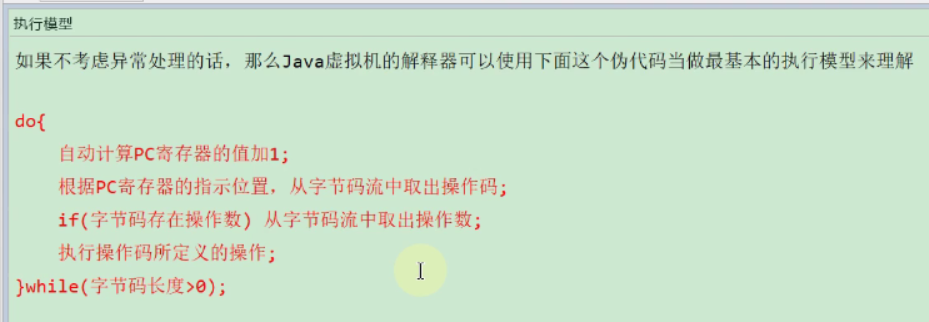 执行模型
如果不考虑异常处理的话，那么Java虚拟机的解释器可以使用下面这个伪代码当做最基本的执行模型来理解
do{
自动计算PC寄存器的值加1;
根据PC寄存器的指示位置，从字节码流中取出操作码;
if(字节码存在操作数) 从字节码流中取出操作数;
执行操作码所定义的操作;
}while(字节码长度>0);